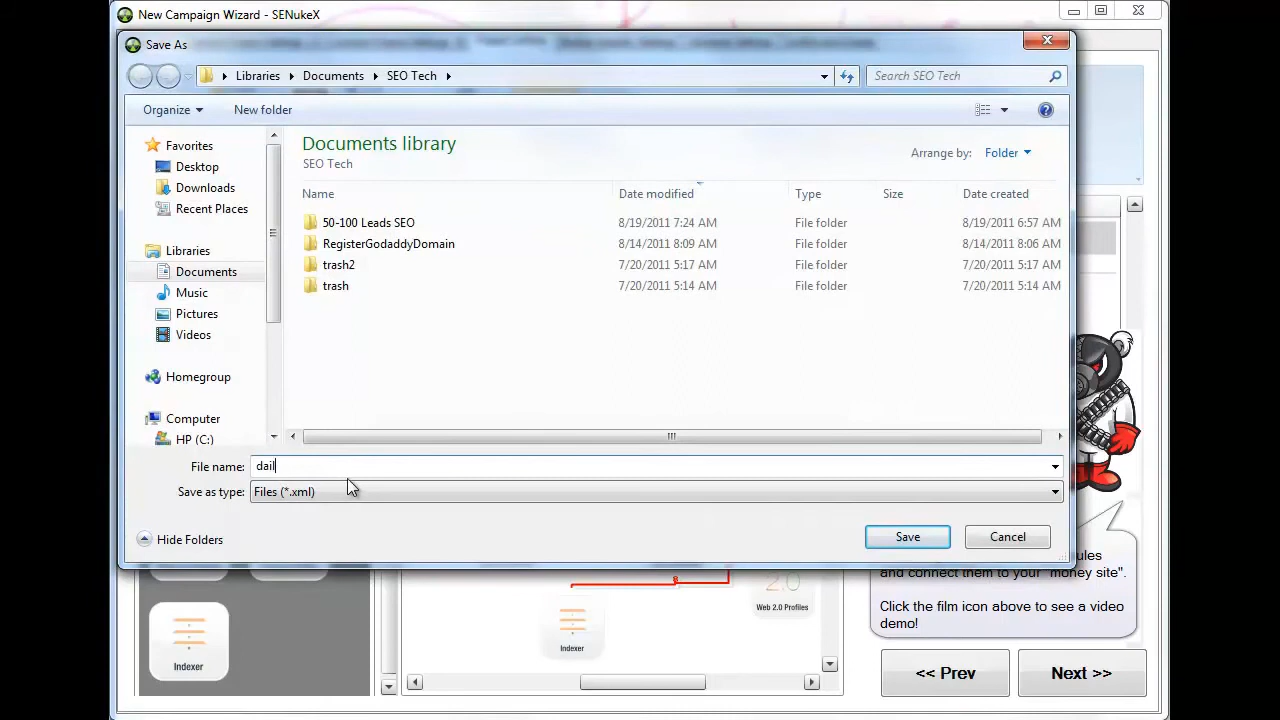 New Campaign Wizard - SENukeX
Save As
Libraries Documents SEO Tech
Search SEO Tech
Organize
New folder
Favorites
Desktop
Downloads
Recent Places
Libraries
Documents
Music
Pictures
Videos
Homegroup
Computer
HP (C:)
Documents library
SEO Tech
Arrange by: Folder
Name Date modified Type Size Date created
50-100 Leads SEO 8/19/2011 7:24 AM File folder 8/19/2011 6:57 AM
RegisterGodaddyDomain 8/14/2011 8:09 AM File folder 8/14/2011 8:06 AM
trash2 7/20/2011 5:17 AM File folder 7/20/2011 5:17 AM
trash 7/20/2011 5:14 AM File folder 7/20/2011 5:14 AM
File name: dail
Save as type: Files (*.xml)
Hide Folders
Save
Cancel
Indexer
Indexer
2.0
Web 2.0 Profiles
and connect them to your "money site".
Click the film icon above to see a video
demo!
<< Prev
Next >>